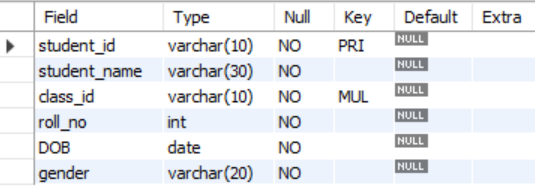 Field Type Null Key Default Extra
student_id varchar(10) NO PRI NULL
student_name varchar(30) NO NULL
class_id varchar(10) NO MUL NULL
roll_no int NO NULL
DOB date NO NULL
gender varchar(20) NO NULL